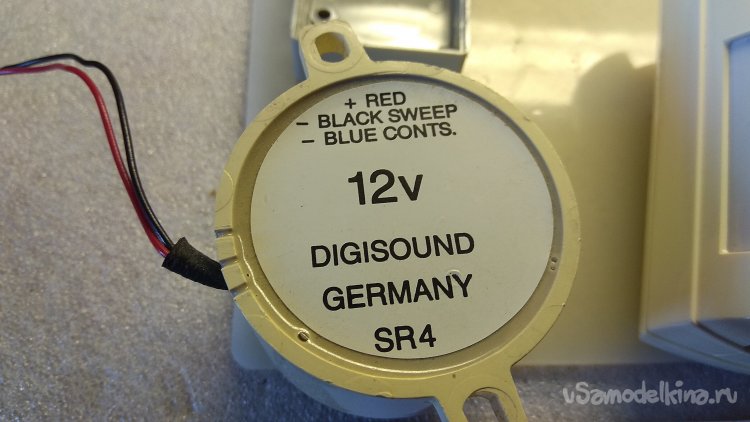 + RED
- BLACK SWEEP
- BLUE CONTS.
12v
DIGISOUND
GERMANY
SR4
vSamodelkina.ru